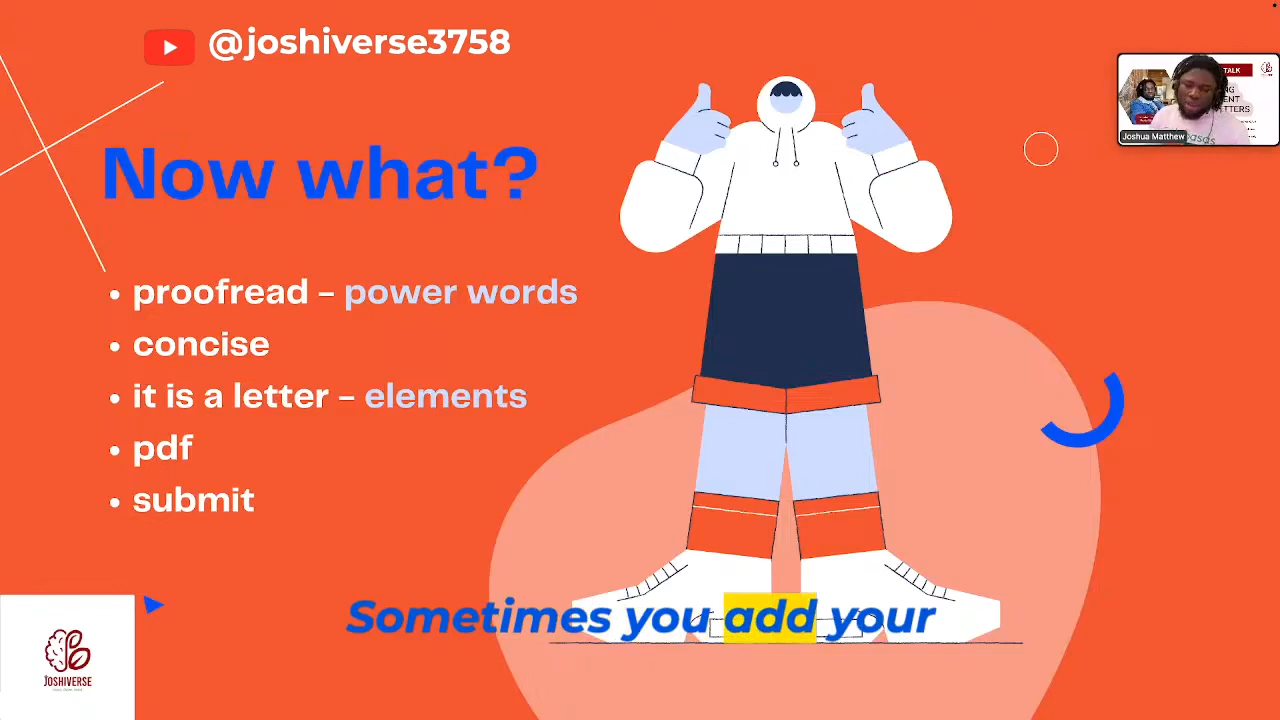 @joshiverse3758
TALK
Joshua Matthew
Now what?
• proofread – power words
• concise
• it is a letter – elements
• pdf
• submit
Sometimes you add your
JOSHIVERSE